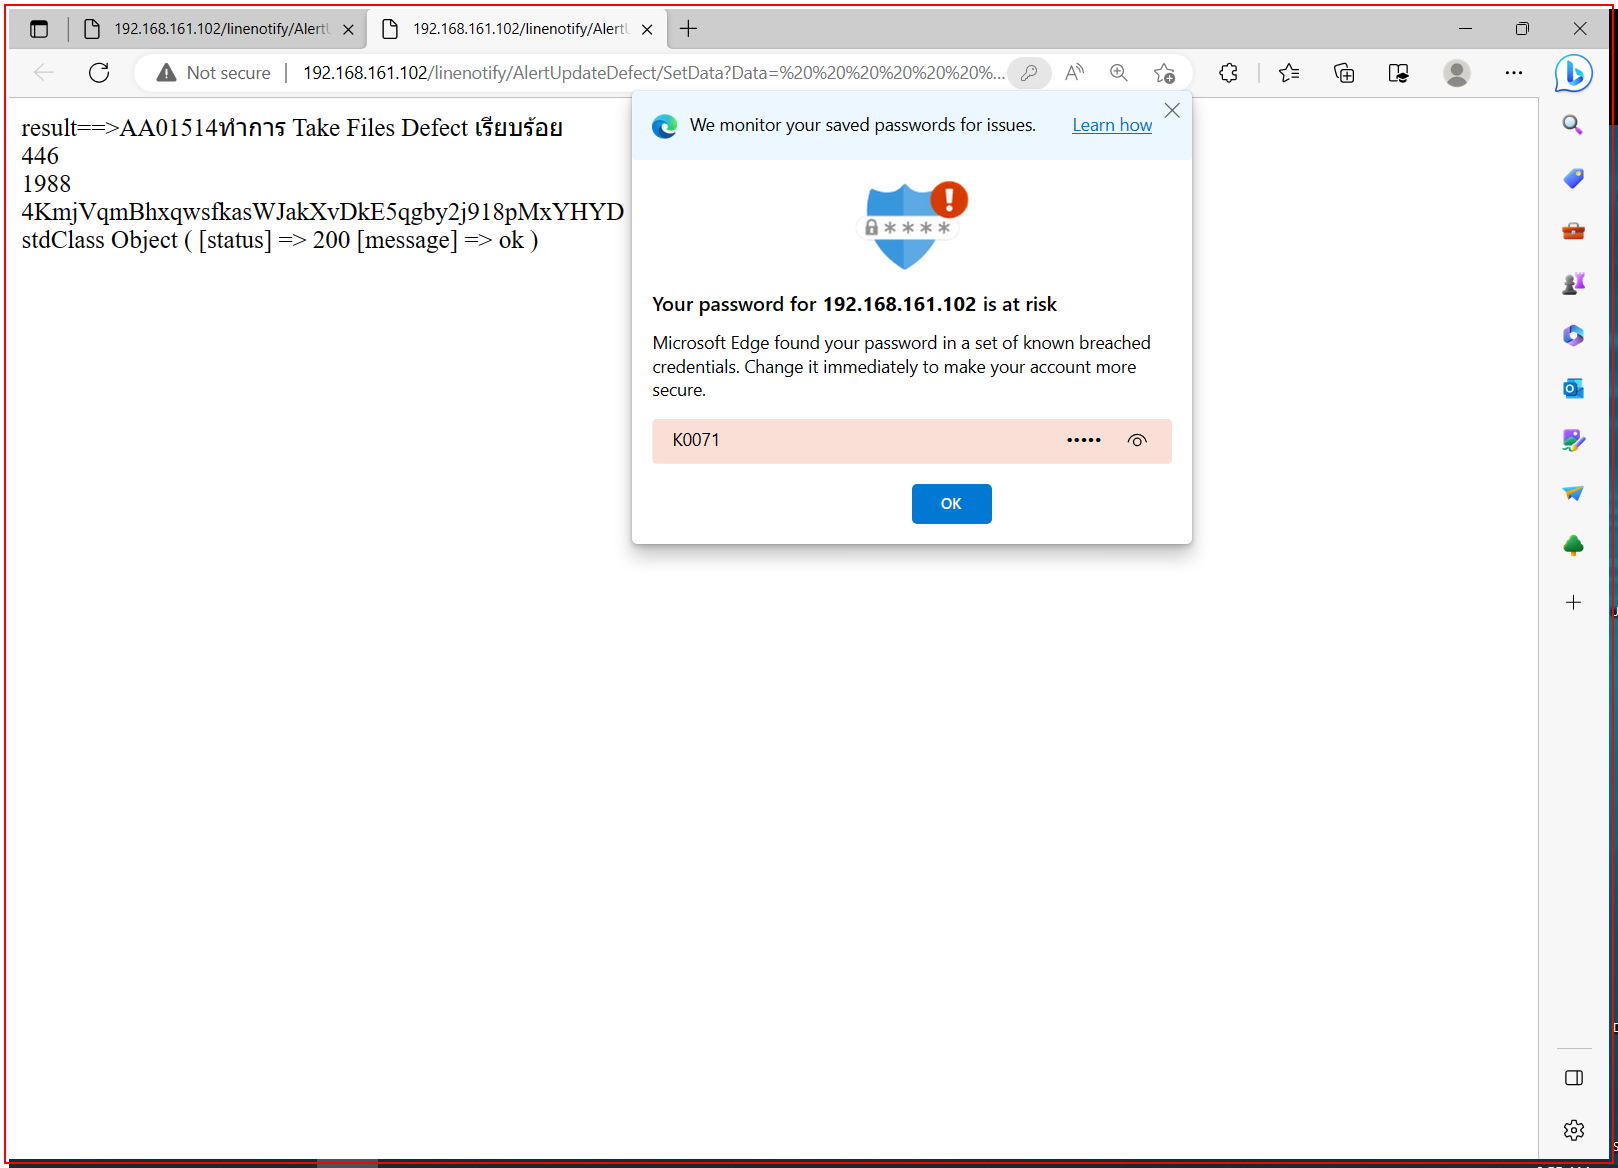 192.168.161.102/linenotify/Alert
192.168.161.102/linenotify/Alert
Not secure
192.168.161.102/linenotify/AlertUpdateDefect/SetData?Data=%20%20%20%20%20%20%...
result==>AA01514ทำการ Take Files Defect เรียบร้อย
446
1988
4KmjVqmBhxqwsfkasWJakXvDkE5qgby2j918pMxYHYD
stdClass Object ( [status] => 200 [message] => ok )
We monitor your saved passwords for issues. Learn how
Your password for 192.168.161.102 is at risk
Microsoft Edge found your password in a set of known breached
credentials. Change it immediately to make your account more
secure.
K0071 •••••
OK